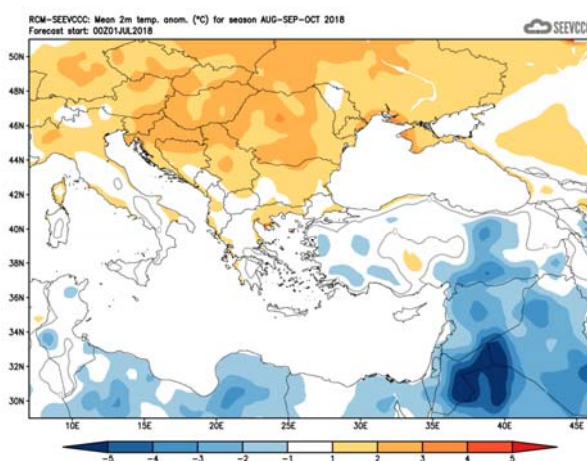 RCM-SEEVCCC: Mean 2m temp. anom. (°C) for season AUG-SEP-OCT 2018
Forecast start: 00Z01JUL2018
SEEVCC
50N
48N
46N
44N
42N
40N
38N
36N
34N
32N
30N
10E 15E 20E 25E 30E 35E 40E 45E
-5 -4 -3 -2 -1 1 2 3 4 5